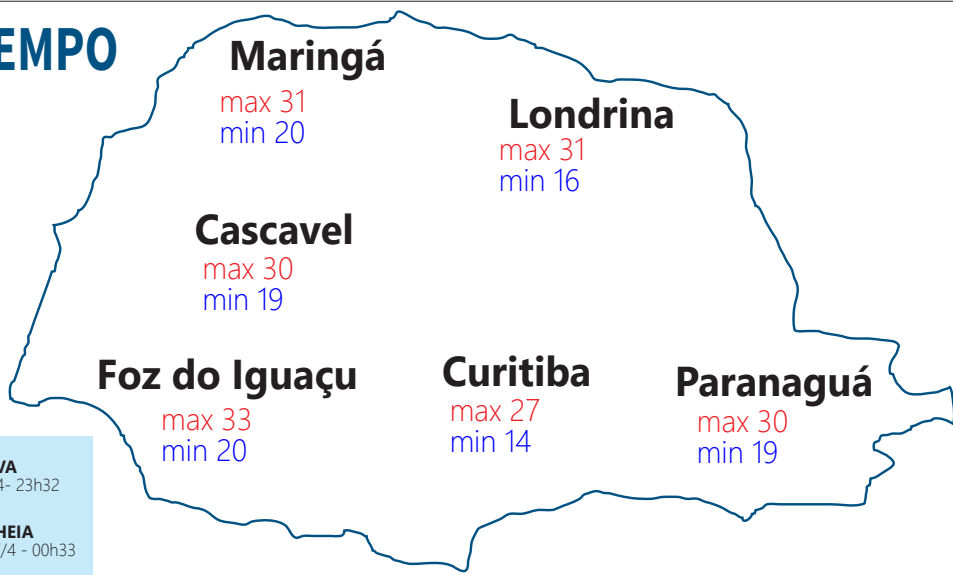 EMPO
Maringá
max 31
min 20
Londrina
max 31
min 16
Cascavel
max 30
min 19
Foz do Iguaçu
max 33
min 20
Curitiba
max 27
min 14
Paranaguá
max 30
min 19
VA
4- 23h32
HEIA
/4 - 00h33